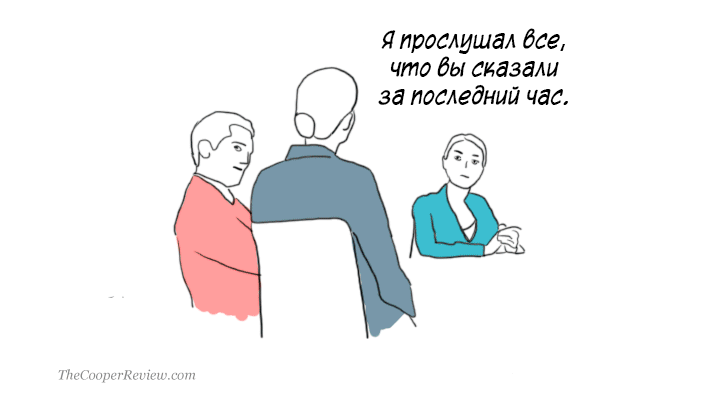 Я прослушал все,
что вы сказали
за последний час.
TheCooperReview.com